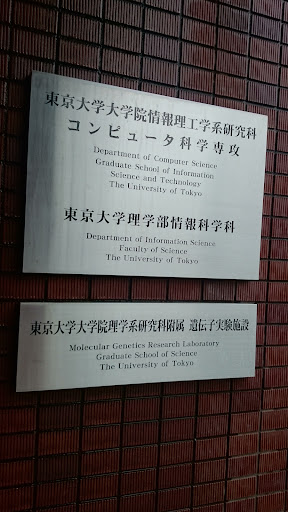 東京大学大学院情報理工学系研究科
コンピュータ科学専攻
Department of Computer Science
Graduate School of Information
Science and Technology
The University of Tokyo
東京大学理学部情報科学科
Department of Information Science
Faculty of Science
The University of Tokyo
東京大学大学院理学系研究科附属 遺伝子実験施設
Molecular Genetics Research Laboratory
Graduate School of Science
The University of Tokyo